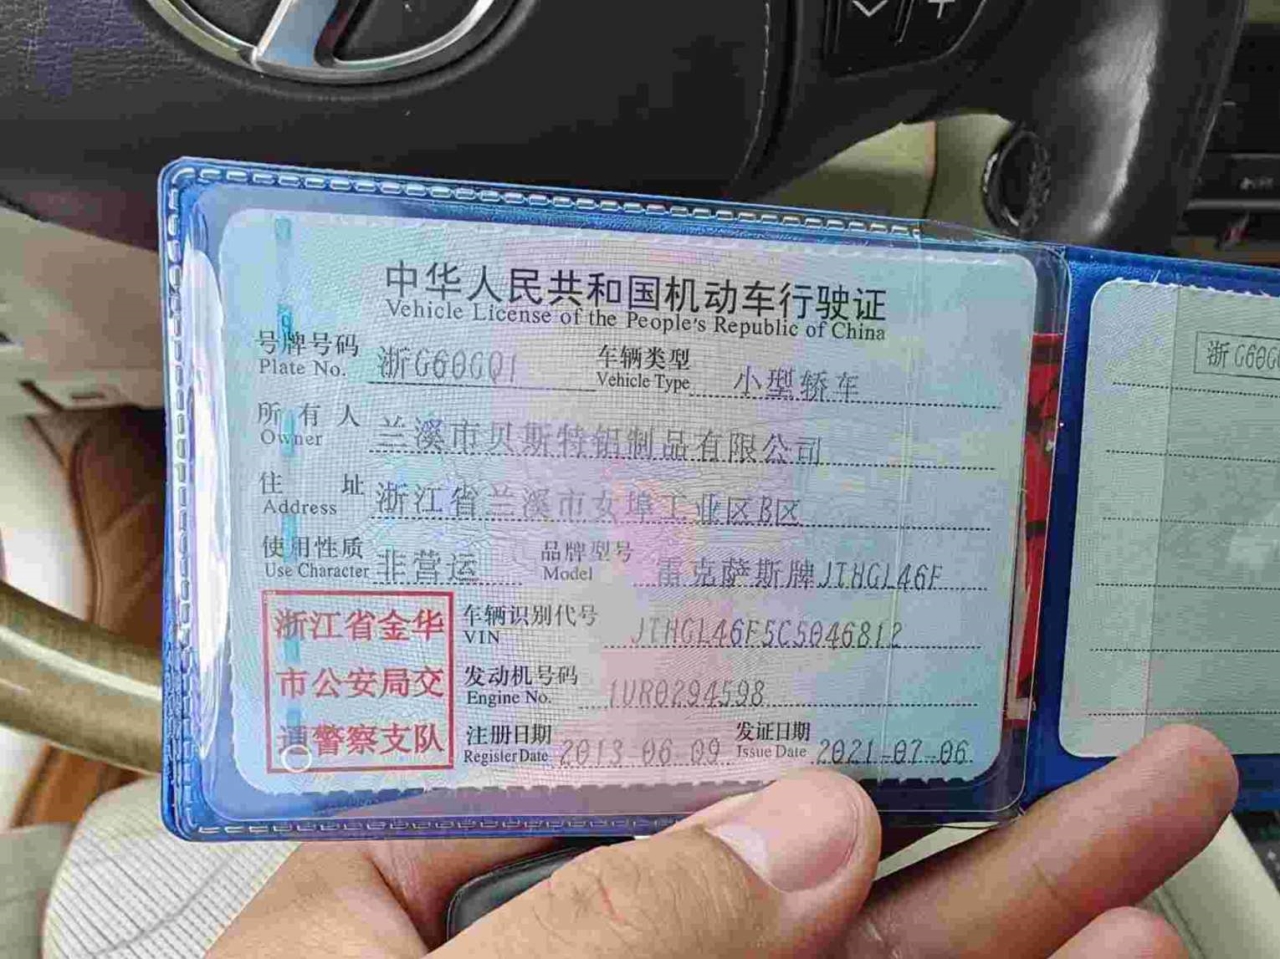 中华人民共和国机动车行驶证
Vehicle License of the People's Republic of China
号牌号码 浙G60GQ1 车辆类型 小型轿车
Plate No. Vehicle Type
所有人 兰溪市贝斯特铝制品有限公司
Owner
住址 浙江省兰溪市女埠工业区B区
Address
使用性质 非营运 品牌型号 雷克萨斯牌JTHGL46F
Use Character Model
浙江省金华
市公安局交
通警察支队
车辆识别代号 JTHGL46F5C5046812
VIN
发动机号码 1UR0294598
Engine No.
注册日期 2013-06-09 发证日期 2021-07-06
Register Date Issue Date
浙G60G